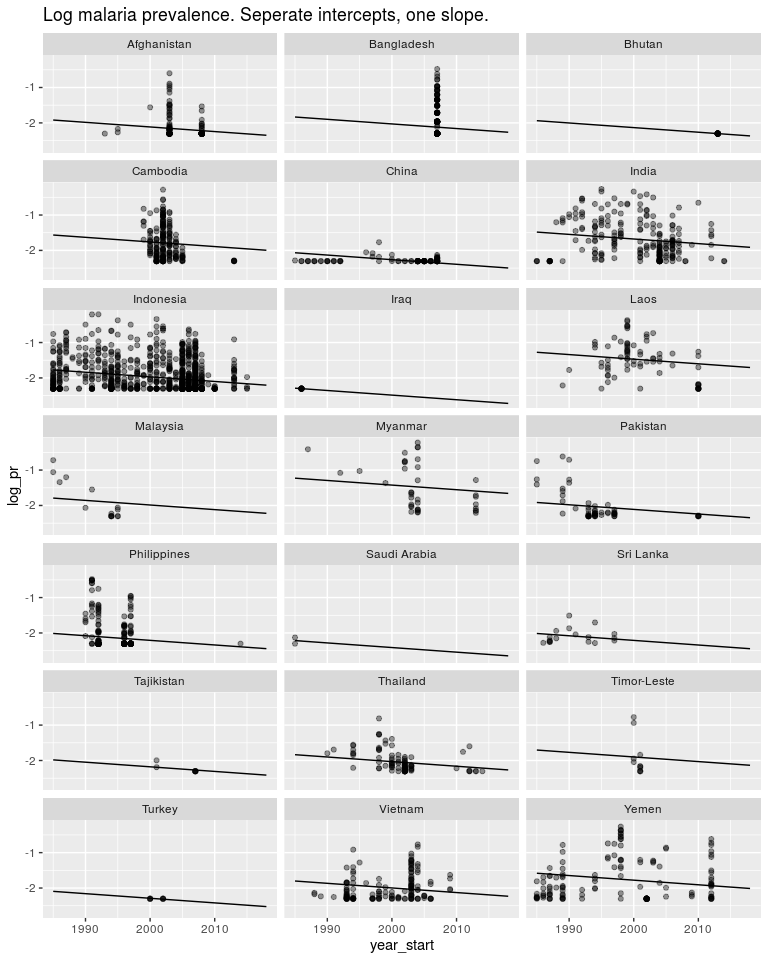 Log malaria prevalence. Seperate intercepts, one slope.
Afghanistan Bangladesh Bhutan
-1
-2
Cambodia China India
-1
-2
Indonesia Iraq Laos
-1
-2
Malaysia Myanmar Pakistan
-1
-2
log_pr
Philippines Saudi Arabia Sri Lanka
-1
-2
Tajikistan Thailand Timor-Leste
-1
-2
Turkey Vietnam Yemen
-1
-2
1990 2000 2010 1990 2000 2010 1990 2000 2010
year_start